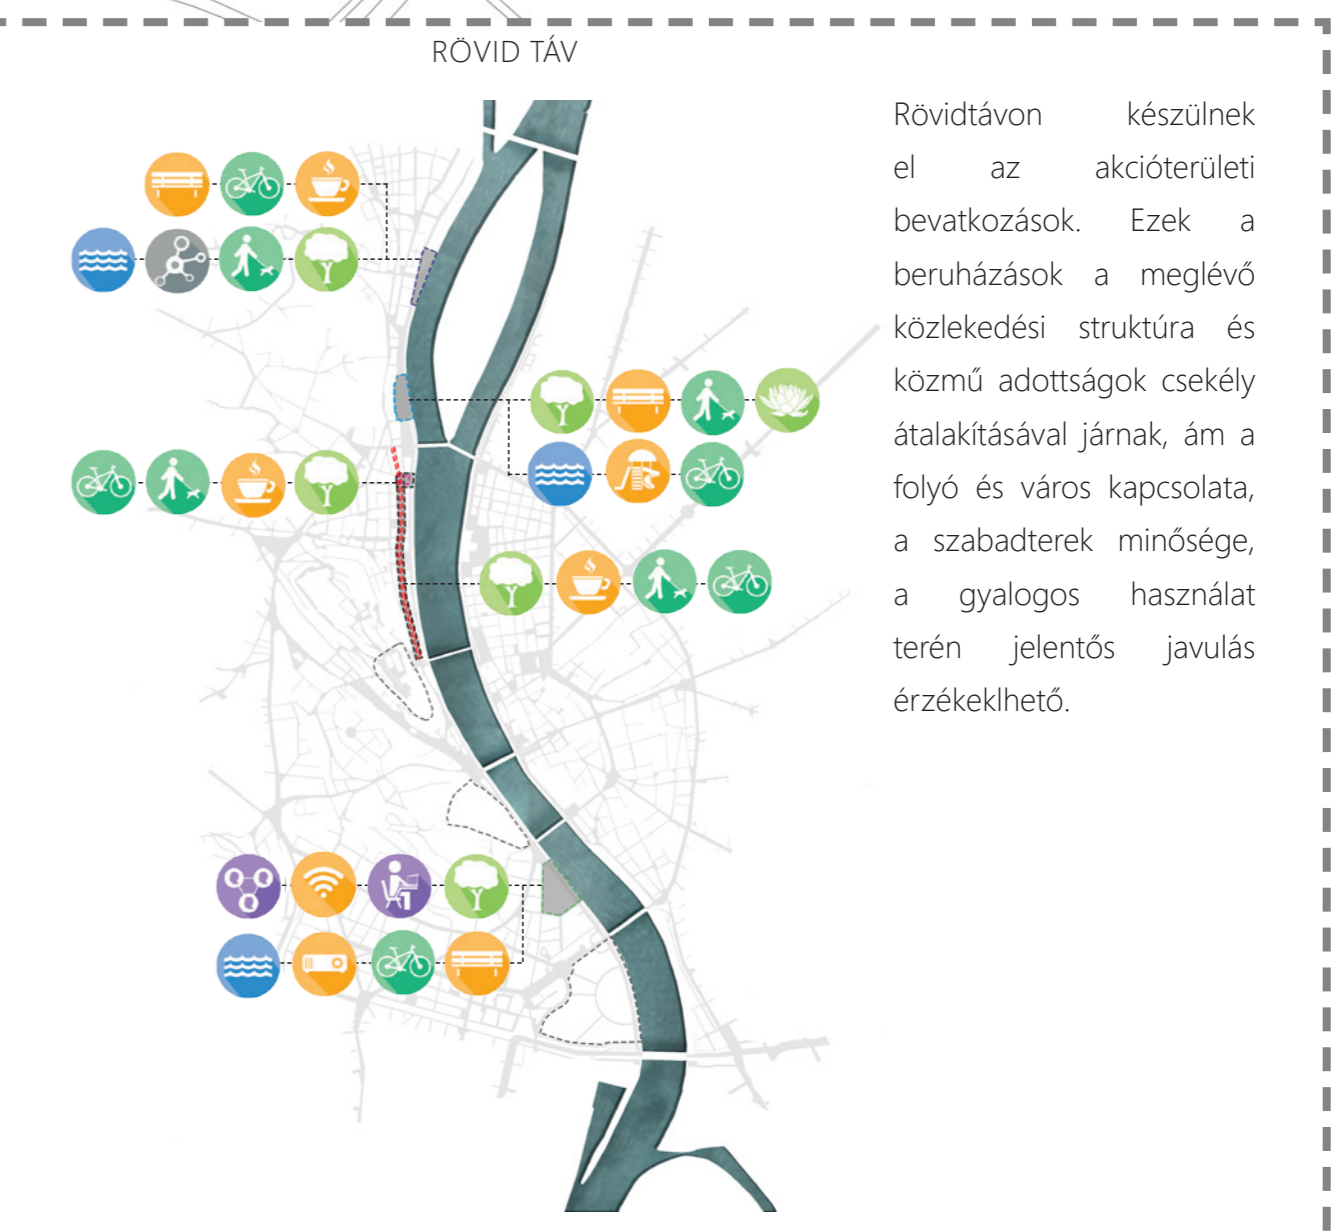 RÖVID TÁV
Rövidtávon készülnek
el az akcióterületi
bevatkozások. Ezek a
beruházások a meglévő
közlekedési struktúra és
közmű adottságok csekély
átalakításával járnak, ám a
folyó és város kapcsolata,
a szabadterek minősége,
a gyalogos használat
terén jelentős javulás
érzékeklhető.